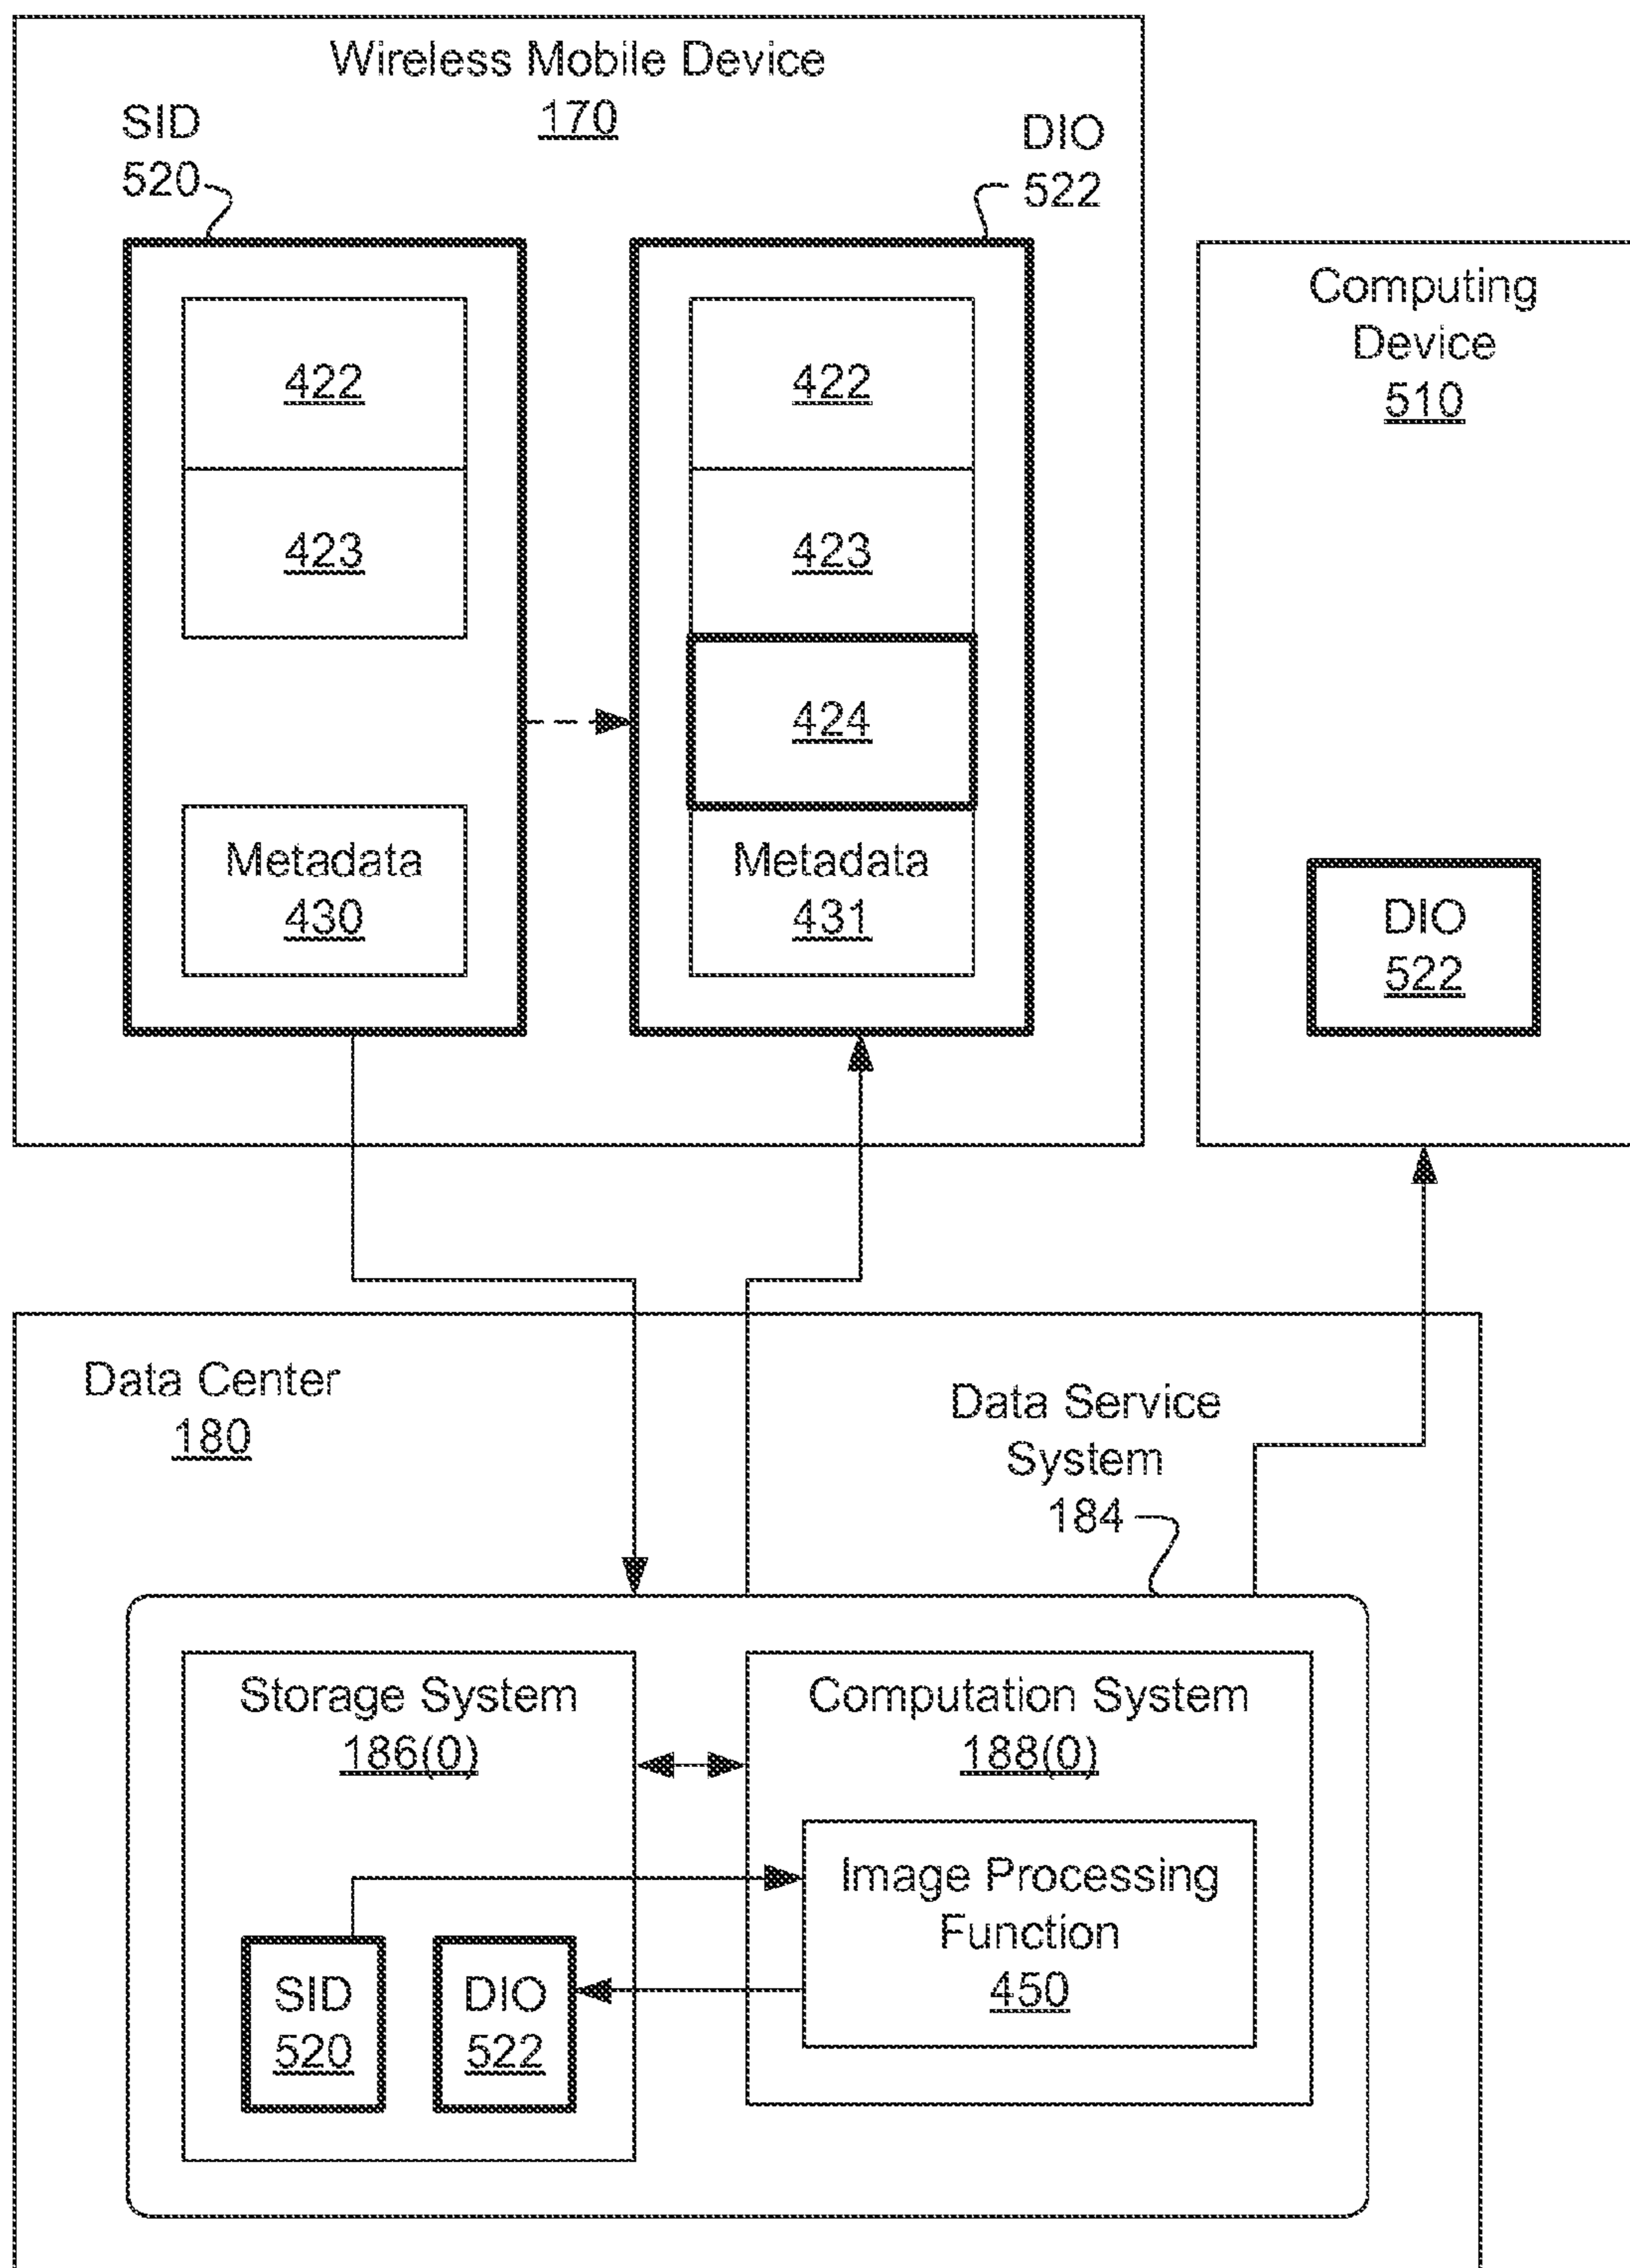 Wireless Mobile Device
170
SID
520
DIO
522
422
423
Metadata
430
422
423
424
Metadata
431
Computing
Device
510
DIO
522
Data Center
180
Data Service
System
184
Storage System
186(0)
SID
520
DIO
522
Computation System
188(0)
Image Processing
Function
450